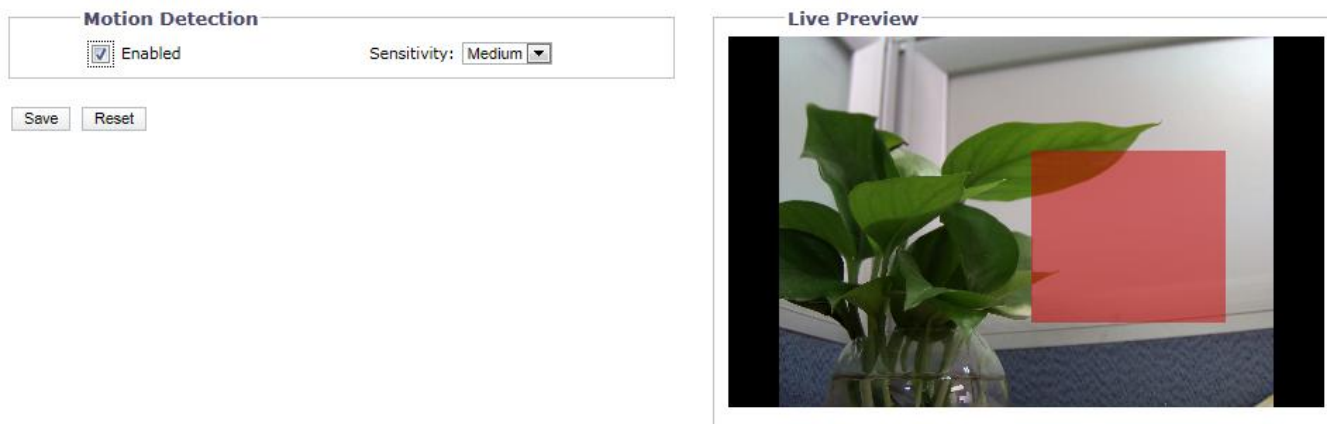 Motion Detection
Enabled
Sensitivity: Medium
Save Reset
Live Preview